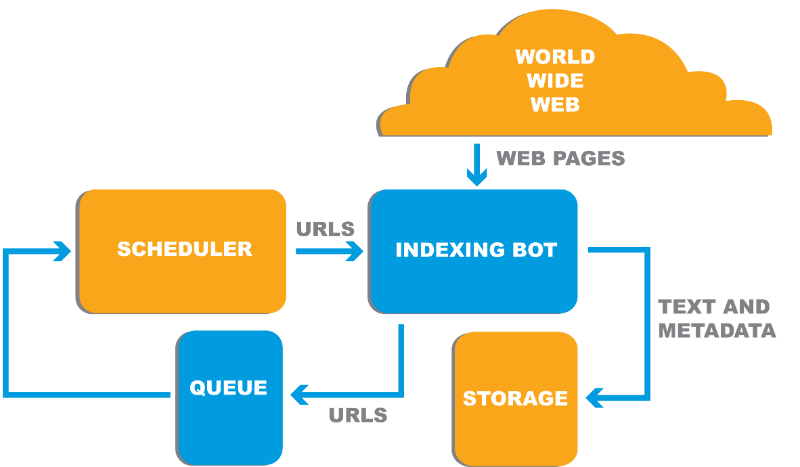 WORLD
WIDE
WEB
WEB PAGES
SCHEDULER
URLS
INDEXING BOT
TEXT AND
METADATA
QUEUE
URLS
STORAGE